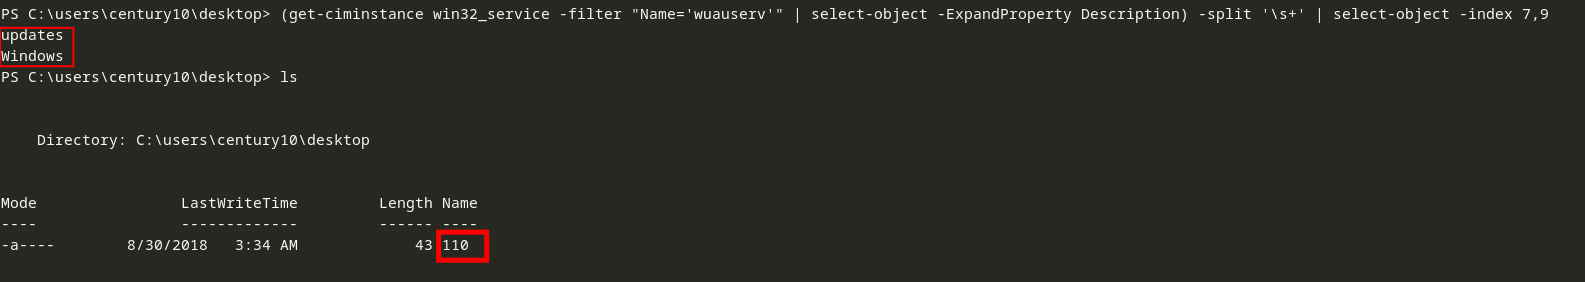 PS C:\users\century10\desktop> (get-ciminstance win32_service -filter "Name='wuauserv'" | select-object -ExpandProperty Description) -split '\s+' | select-object -index 7,9
updates
Windows
PS C:\users\century10\desktop> ls
Directory: C:\users\century10\desktop
Mode LastWriteTime Length Name
---- ------------- ------ ----
-a---- 8/30/2018 3:34 AM 43 110